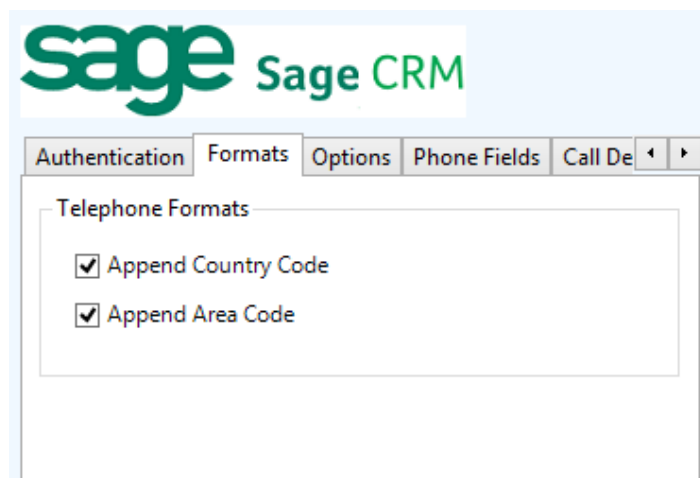 sage Sage CRM
Authentication Formats Options Phone Fields Call De
Telephone Formats
Append Country Code
Append Area Code